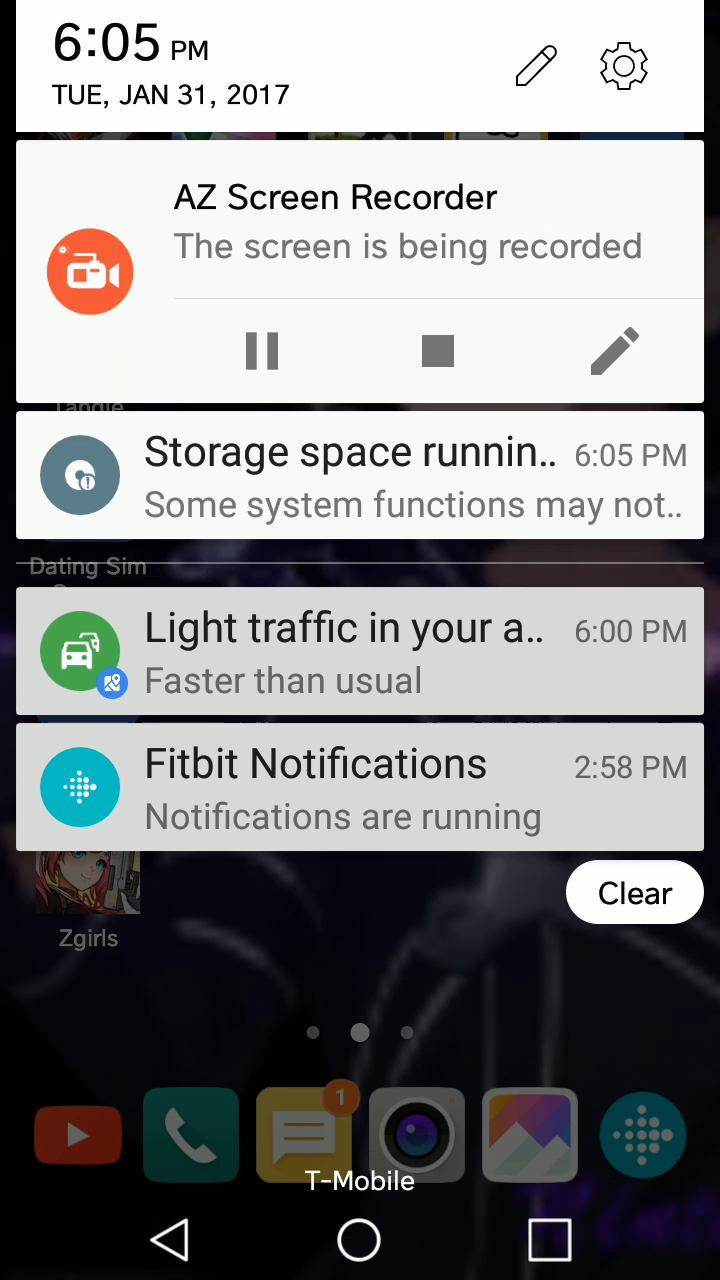 6:05 PM
TUE, JAN 31, 2017
AZ Screen Recorder
The screen is being recorded
Storage space runnin.. 6:05 PM
Some system functions may not..
Dating Sim
Light traffic in your a.. 6:00 PM
Faster than usual
Fitbit Notifications 2:58 PM
Notifications are running
Clear
Zgirls
1
T-Mobile